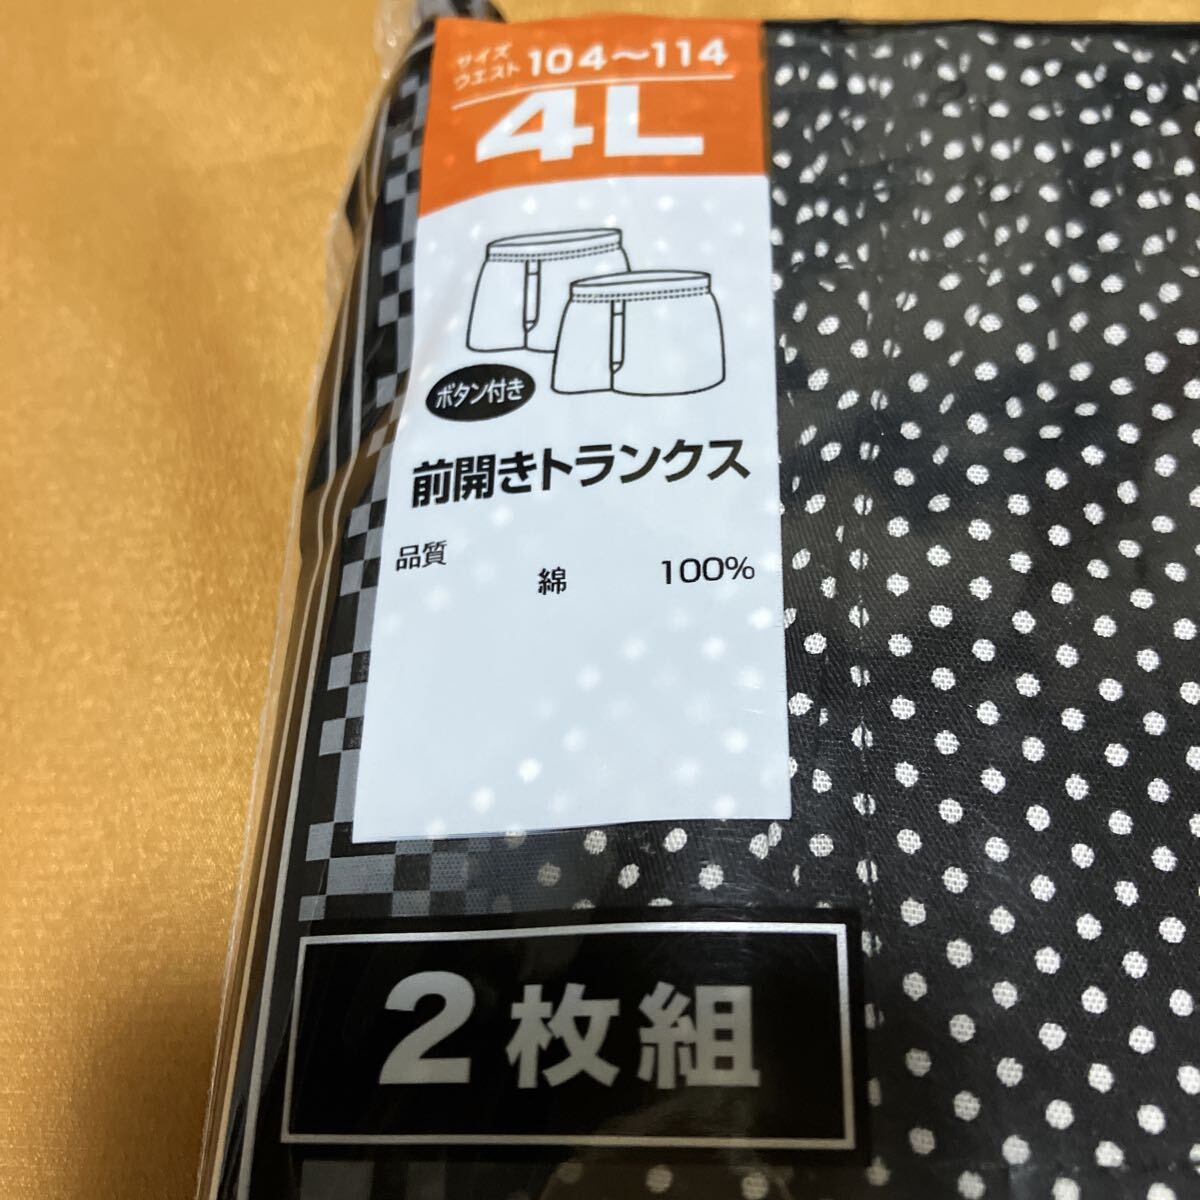 サイズ
ウエスト 104～114
4L
ボタン付き
前開きトランクス
品質
綿 100%
2枚組